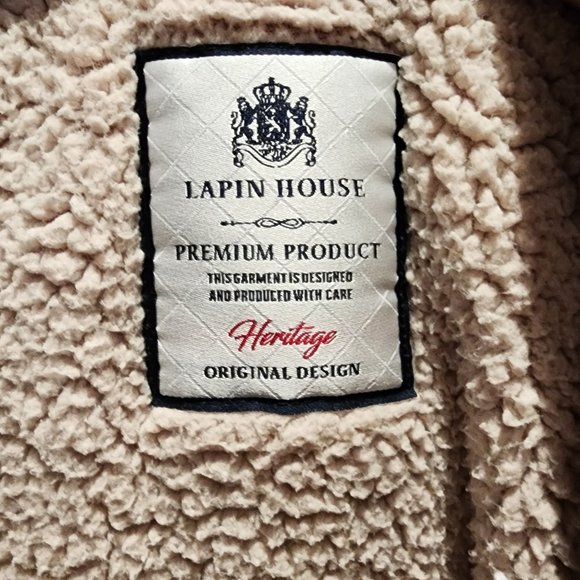 LAPIN HOUSE
PREMIUM PRODUCT
THIS GARMENT IS DESIGNED
AND PRODUCED WITH CARE
Heritage
ORIGINAL DESIGN